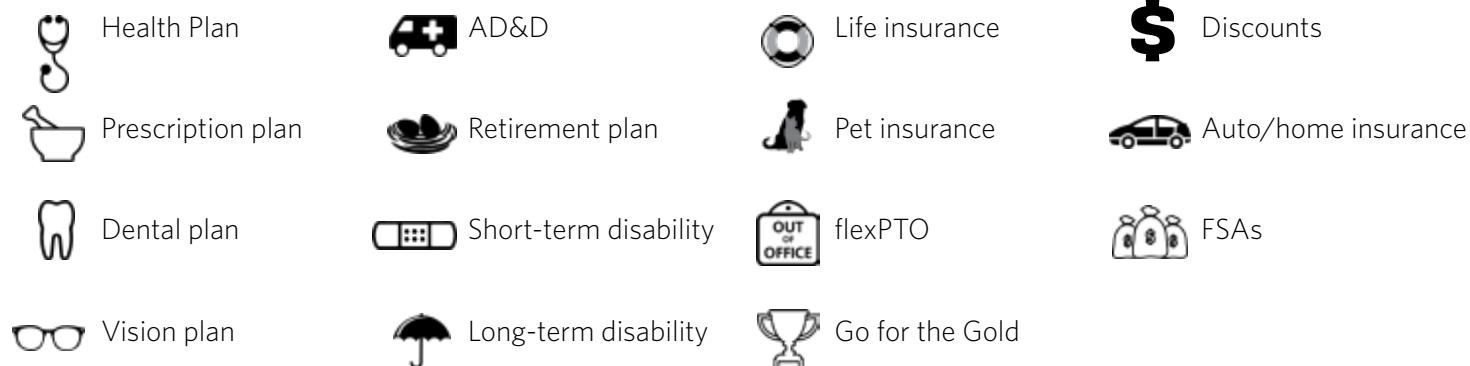 Health Plan
AD&D
Life insurance
$
Discounts
Prescription plan
Retirement plan
Pet insurance
Auto/home insurance
Dental plan
Short-term disability
OUT
OF
OFFICE
flexPTO
$ $ $
FSAs
Vision plan
Long-term disability
Go for the Gold